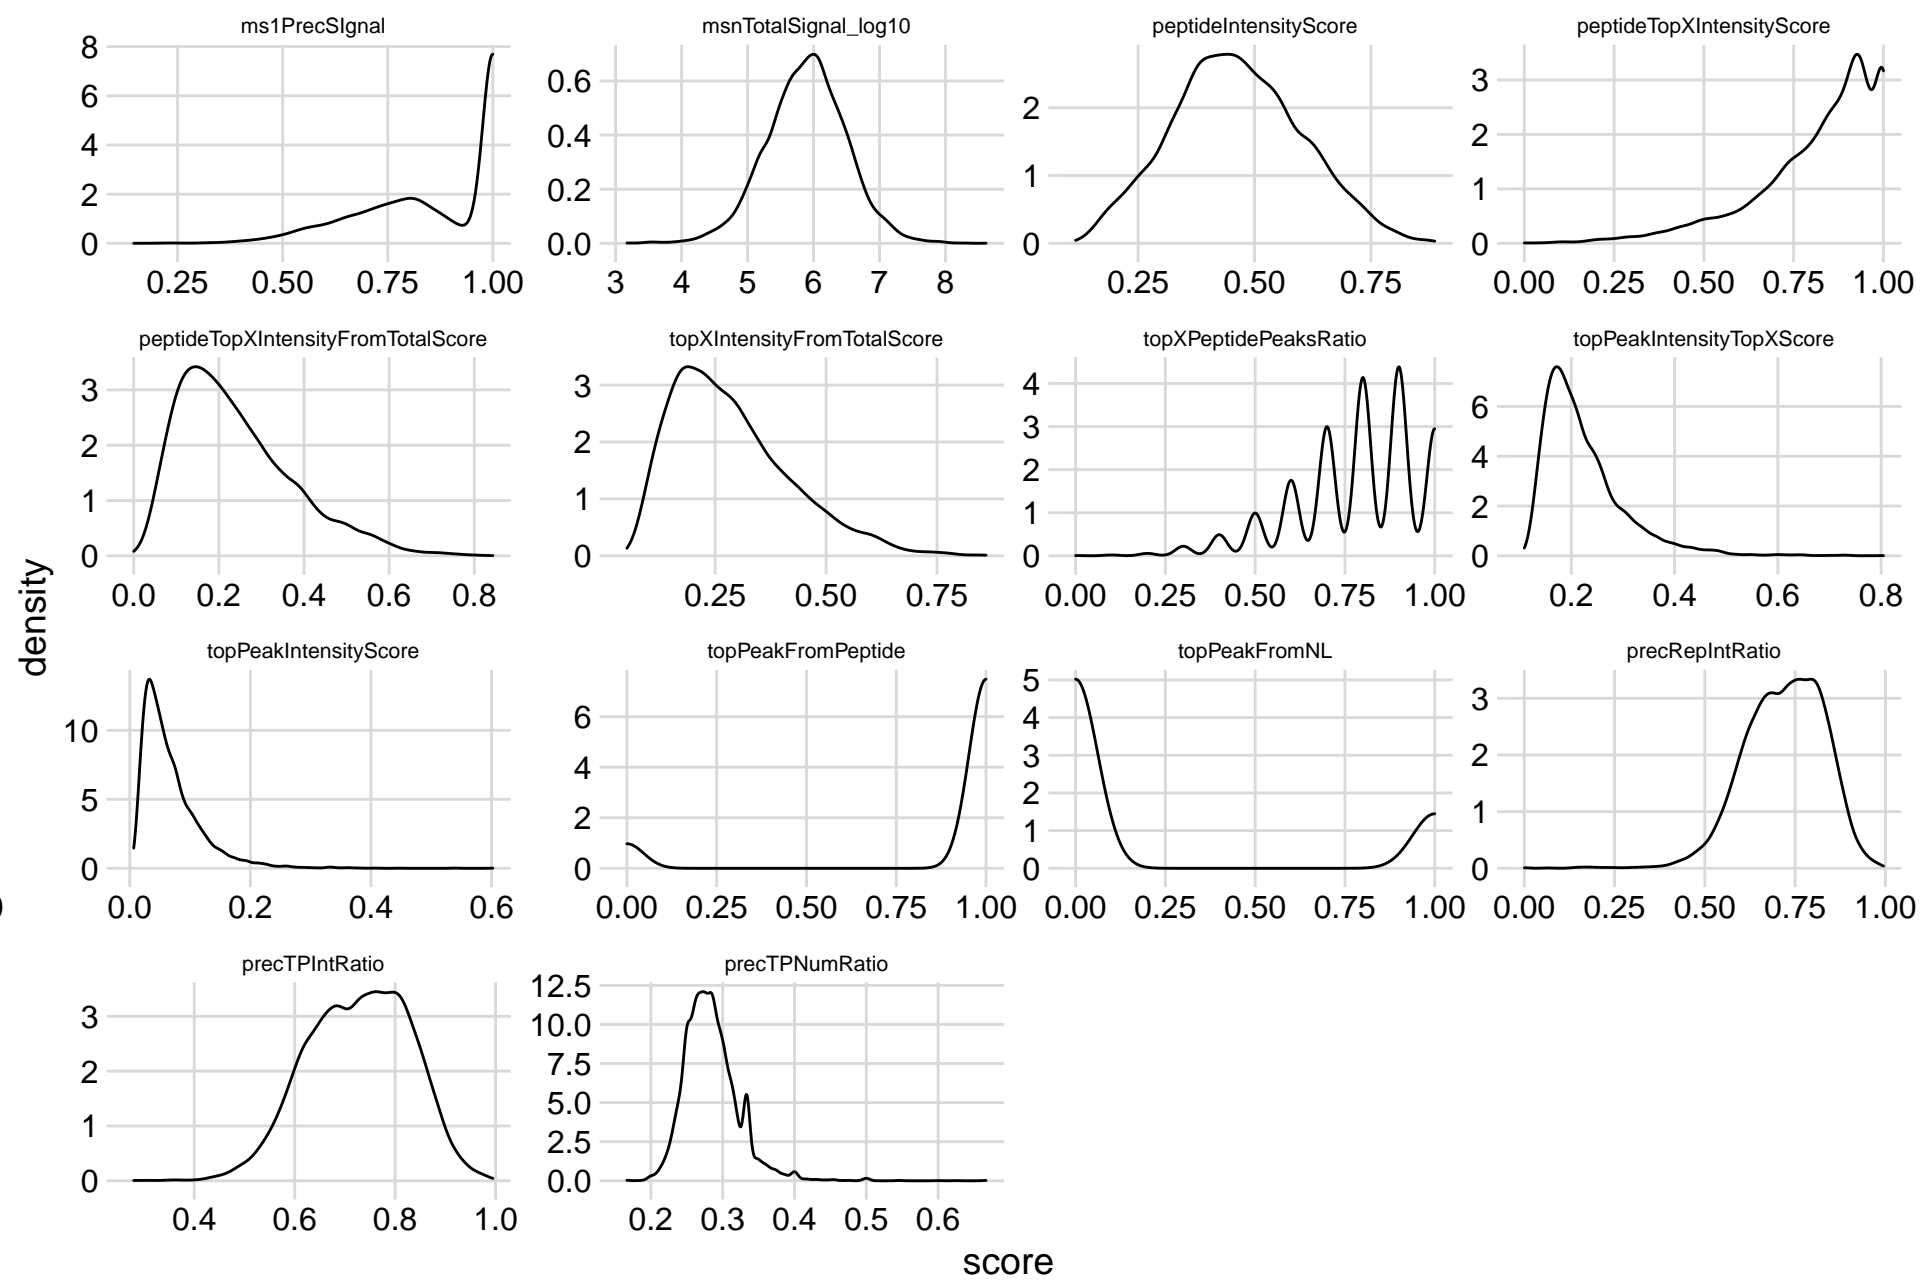 ms1PrecSIgnal
msnTotalSignal_log10
peptideIntensityScore
peptideTopXIntensityScore
8
6
4
2
0
0.25 0.50 0.75 1.00
0.6
0.4
0.2
0.0
3 4 5 6 7 8
2
1
0
0.25 0.50 0.75
3
2
1
0
0.00 0.25 0.50 0.75 1.00
peptideTopXIntensityFromTotalScore
topXIntensityFromTotalScore
topXPeptidePeaksRatio
topPeakIntensityTopXScore
3
2
1
0
0.0 0.2 0.4 0.6 0.8
3
2
1
0
0.25 0.50 0.75
4
3
2
1
0
0.00 0.25 0.50 0.75 1.00
6
4
2
0
0.2 0.4 0.6 0.8
density
topPeakIntensityScore
topPeakFromPeptide
topPeakFromNL
precRepIntRatio
10
5
0
0.0 0.2 0.4 0.6
6
4
2
0
0.00 0.25 0.50 0.75 1.00
5
4
3
2
1
0
0.00 0.25 0.50 0.75 1.00
3
2
1
0
0.00 0.25 0.50 0.75 1.00
precTPIntRatio
precTPNumRatio
3
2
1
0
0.4 0.6 0.8 1.0
12.5
10.0
7.5
5.0
2.5
0.0
0.2 0.3 0.4 0.5 0.6
score